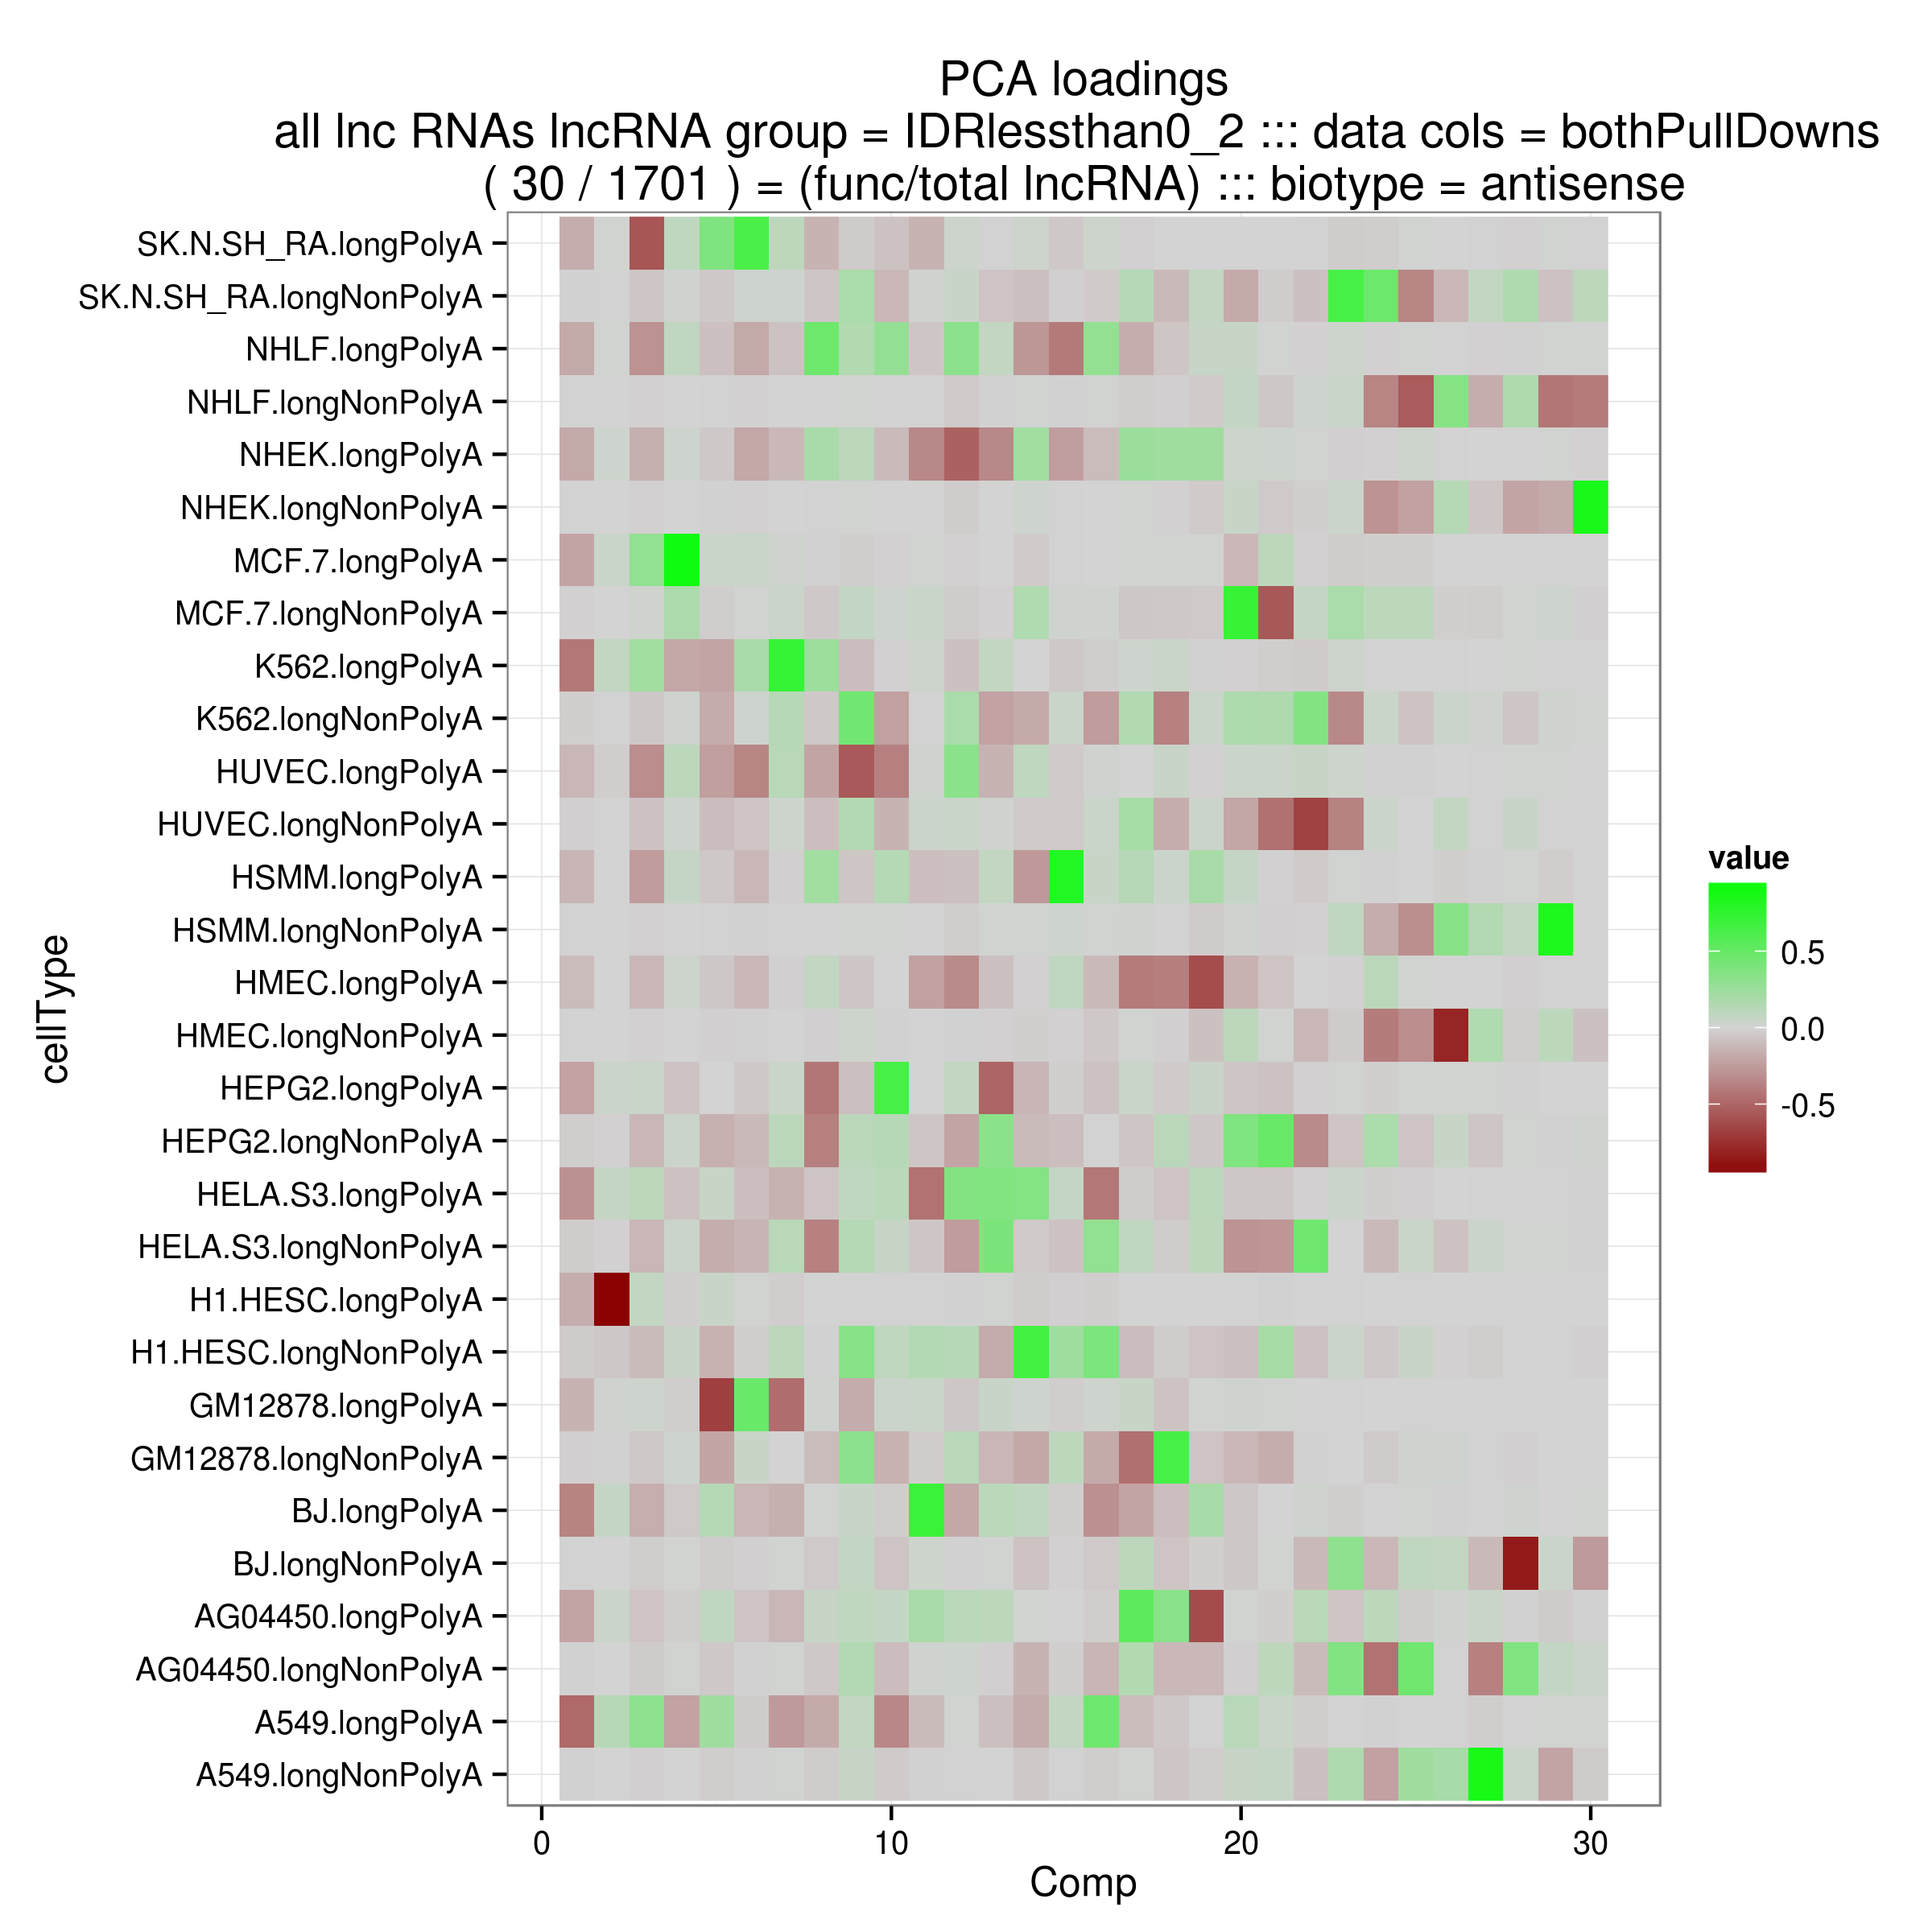 PCA loadings
all lnc RNAs lncRNA group = IDRlessthan0_2 ::: data cols = bothPullDowns
( 30 / 1701 ) = (func/total lncRNA) ::: biotype = antisense
SK.N.SH_RA.longPolyA
SK.N.SH_RA.longNonPolyA
NHLF.longPolyA
NHLF.longNonPolyA
NHEK.longPolyA
NHEK.longNonPolyA
MCF.7.longPolyA
MCF.7.longNonPolyA
K562.longPolyA
K562.longNonPolyA
HUVEC.longPolyA
HUVEC.longNonPolyA
HSMM.longPolyA
HSMM.longNonPolyA
HMEC.longPolyA
HMEC.longNonPolyA
HEPG2.longPolyA
HEPG2.longNonPolyA
HELA.S3.longPolyA
HELA.S3.longNonPolyA
H1.HESC.longPolyA
H1.HESC.longNonPolyA
GM12878.longPolyA
GM12878.longNonPolyA
BJ.longPolyA
BJ.longNonPolyA
AG04450.longPolyA
AG04450.longNonPolyA
A549.longPolyA
A549.longNonPolyA
cellType
0 10 20 30
Comp
value
0.5
0.0
-0.5